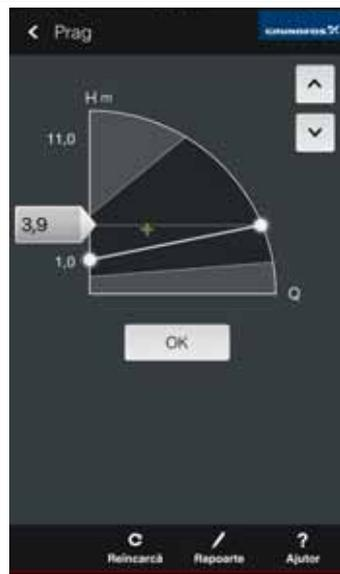 Prag
GRUNDFOS
H m
11,0
3,9
1,0
Q
OK
Reîncarcă
Rapoarte
? Ajutor